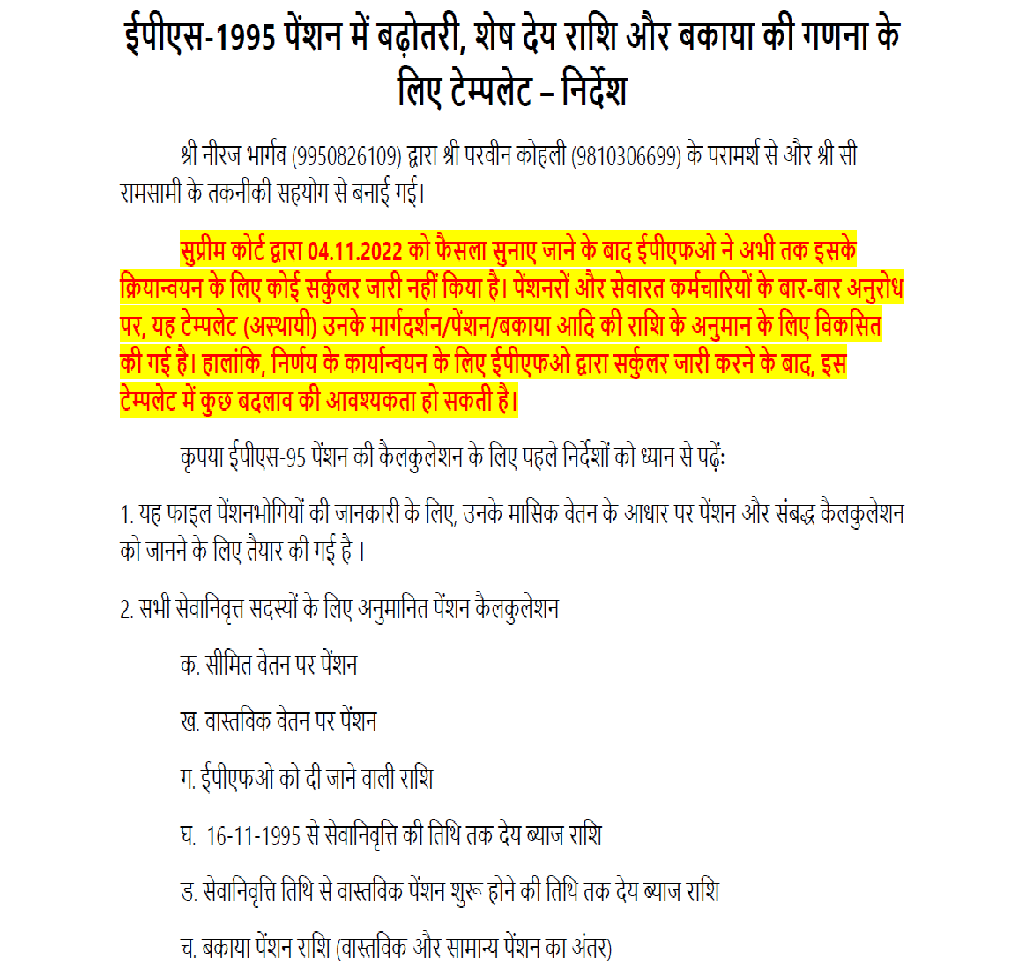 ईपीएस-1995 पेंशन में बढ़ोतरी, शेष देय राशि और बकाया की गणना के
लिए टेम्पलेट – निर्देश
श्री नीरज भार्गव (9950826109) द्वारा श्री परवीन कोहली (9810306699) के परामर्श से और श्री सी
रामसामी के तकनीकी सहयोग से बनाई गई।
सुप्रीम कोर्ट द्वारा 04.11.2022 को फैसला सुनाए जाने के बाद ईपीएफओ ने अभी तक इसके
क्रियान्वयन के लिए कोई सर्कुलर जारी नहीं किया है। पेंशनरों और सेवारत कर्मचारियों के बार-बार अनुरोध
पर, यह टेम्पलेट (अस्थायी) उनके मार्गदर्शन/पेंशन/बकाया आदि की राशि के अनुमान के लिए विकसित
की गई है। हालांकि, निर्णय के कार्यान्वयन के लिए ईपीएफओ द्वारा सर्कुलर जारी करने के बाद, इस
टेम्पलेट में कुछ बदलाव की आवश्यकता हो सकती है।
कृपया ईपीएस-95 पेंशन की कैलकुलेशन के लिए पहले निर्देशों को ध्यान से पढ़ें:
1. यह फाइल पेंशनभोगियों की जानकारी के लिए, उनके मासिक वेतन के आधार पर पेंशन और संबद्ध कैलकुलेशन
को जानने के लिए तैयार की गई है ।
2. सभी सेवानिवृत्त सदस्यों के लिए अनुमानित पेंशन कैलकुलेशन
क. सीमित वेतन पर पेंशन
ख. वास्तविक वेतन पर पेंशन
ग. ईपीएफओ को दी जाने वाली राशि
घ. 16-11-1995 से सेवानिवृत्ति की तिथि तक देय ब्याज राशि
ड. सेवानिवृत्ति तिथि से वास्तविक पेंशन शुरू होने की तिथि तक देय ब्याज राशि
च. बकाया पेंशन राशि (वास्तविक और सामान्य पेंशन का अंतर)